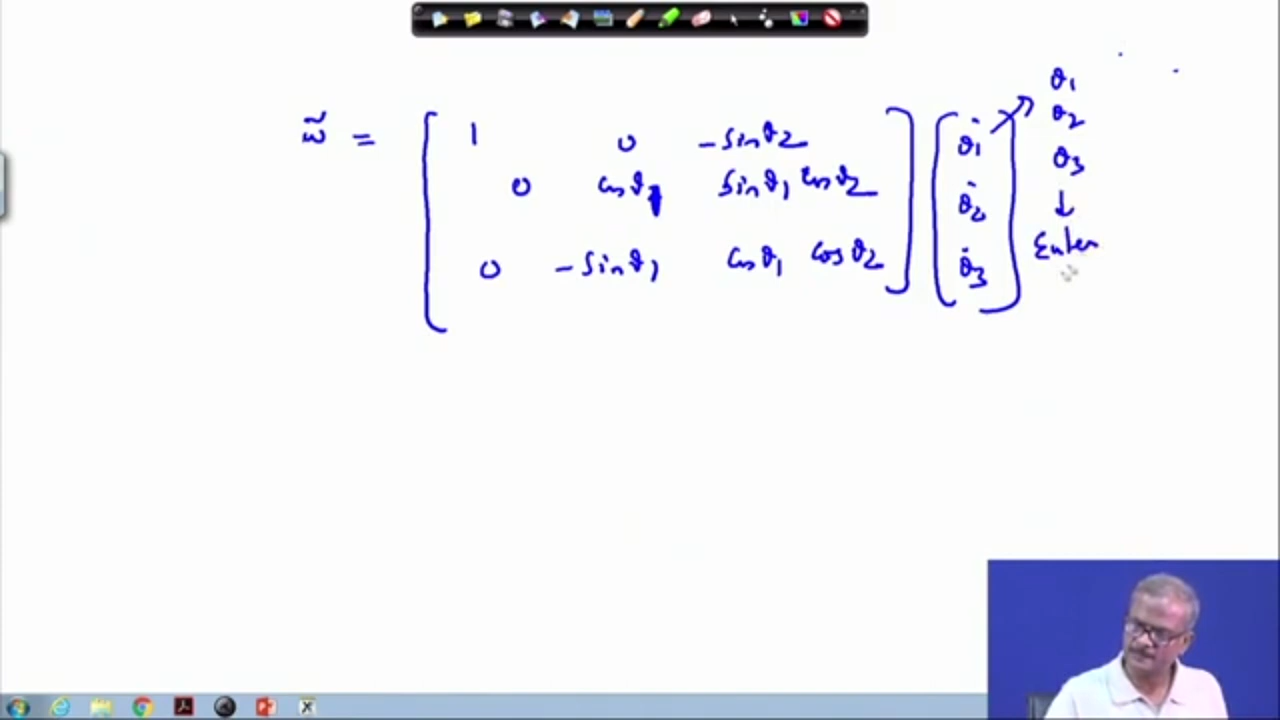 ω̃ = [ 1 0 -sinθ2 ] [ θ̇1 ] θ1
0 cosθ1 sinθ1 cosθ2 θ̇2 θ2
0 -sinθ1 cosθ1 cosθ2 θ̇3 θ3
↓
Euler